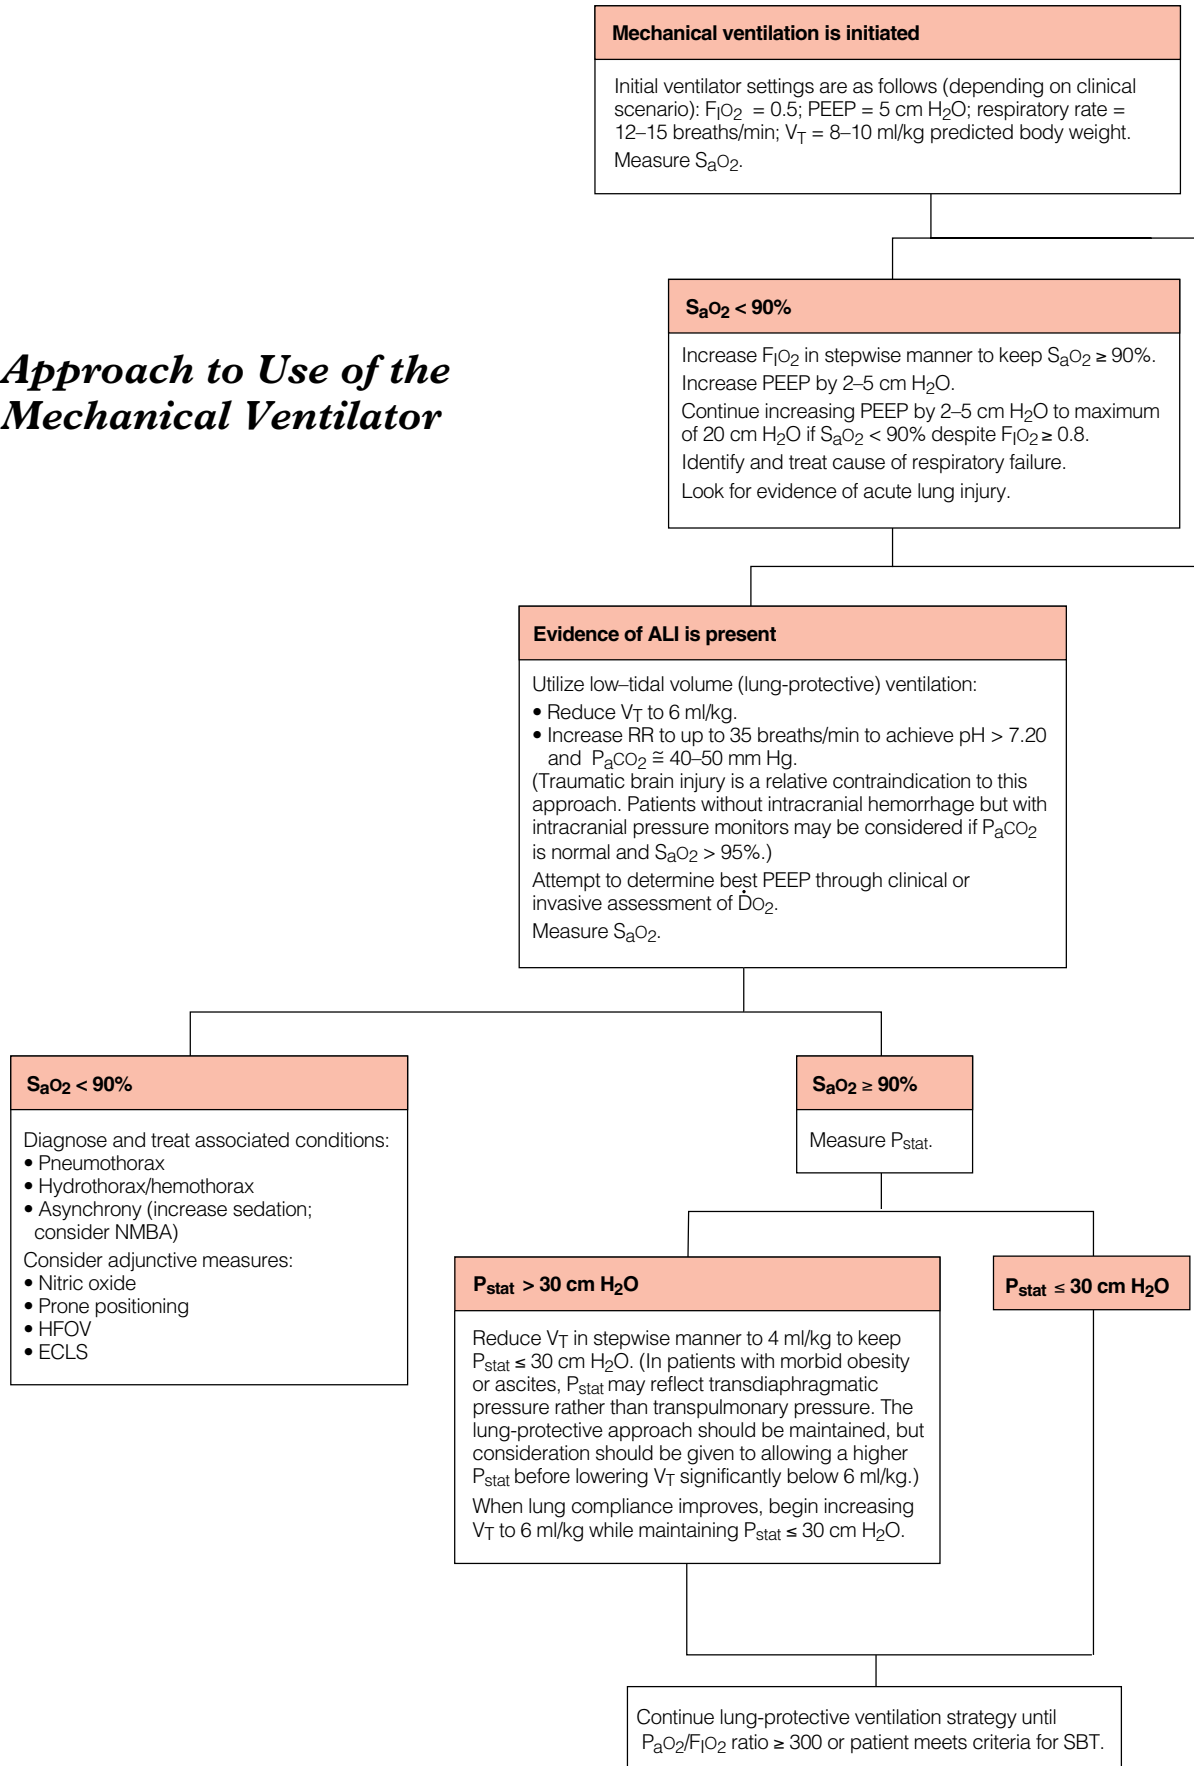 Mechanical ventilation is initiated
Initial ventilator settings are as follows (depending on clinical
scenario): FIO2 = 0.5; PEEP = 5 cm H2O; respiratory rate =
12–15 breaths/min; VT = 8–10 ml/kg predicted body weight.
Measure SaO2.
SaO2 < 90%
Increase FIO2 in stepwise manner to keep SaO2 ≥ 90%.
Increase PEEP by 2–5 cm H2O.
Continue increasing PEEP by 2–5 cm H2O to maximum
of 20 cm H2O if SaO2 < 90% despite FIO2 ≥ 0.8.
Identify and treat cause of respiratory failure.
Look for evidence of acute lung injury.
Approach to Use of the
Mechanical Ventilator
Evidence of ALI is present
Utilize low–tidal volume (lung-protective) ventilation:
• Reduce VT to 6 ml/kg.
• Increase RR to up to 35 breaths/min to achieve pH > 7.20
and PaCO2 ≅ 40–50 mm Hg.
(Traumatic brain injury is a relative contraindication to this
approach. Patients without intracranial hemorrhage but with
intracranial pressure monitors may be considered if PaCO2
is normal and SaO2 > 95%.)
Attempt to determine best PEEP through clinical or
invasive assessment of ḊO2.
Measure SaO2.
SaO2 < 90%
Diagnose and treat associated conditions:
• Pneumothorax
• Hydrothorax/hemothorax
• Asynchrony (increase sedation;
consider NMBA)
Consider adjunctive measures:
• Nitric oxide
• Prone positioning
• HFOV
• ECLS
SaO2 ≥ 90%
Measure Pstat.
Pstat > 30 cm H2O
Reduce VT in stepwise manner to 4 ml/kg to keep
Pstat ≤ 30 cm H2O. (In patients with morbid obesity
or ascites, Pstat may reflect transdiaphragmatic
pressure rather than transpulmonary pressure. The
lung-protective approach should be maintained, but
consideration should be given to allowing a higher
Pstat before lowering VT significantly below 6 ml/kg.)
When lung compliance improves, begin increasing
VT to 6 ml/kg while maintaining Pstat ≤ 30 cm H2O.
Pstat ≤ 30 cm H2O
Continue lung-protective ventilation strategy until
PaO2/FIO2 ratio ≥ 300 or patient meets criteria for SBT.